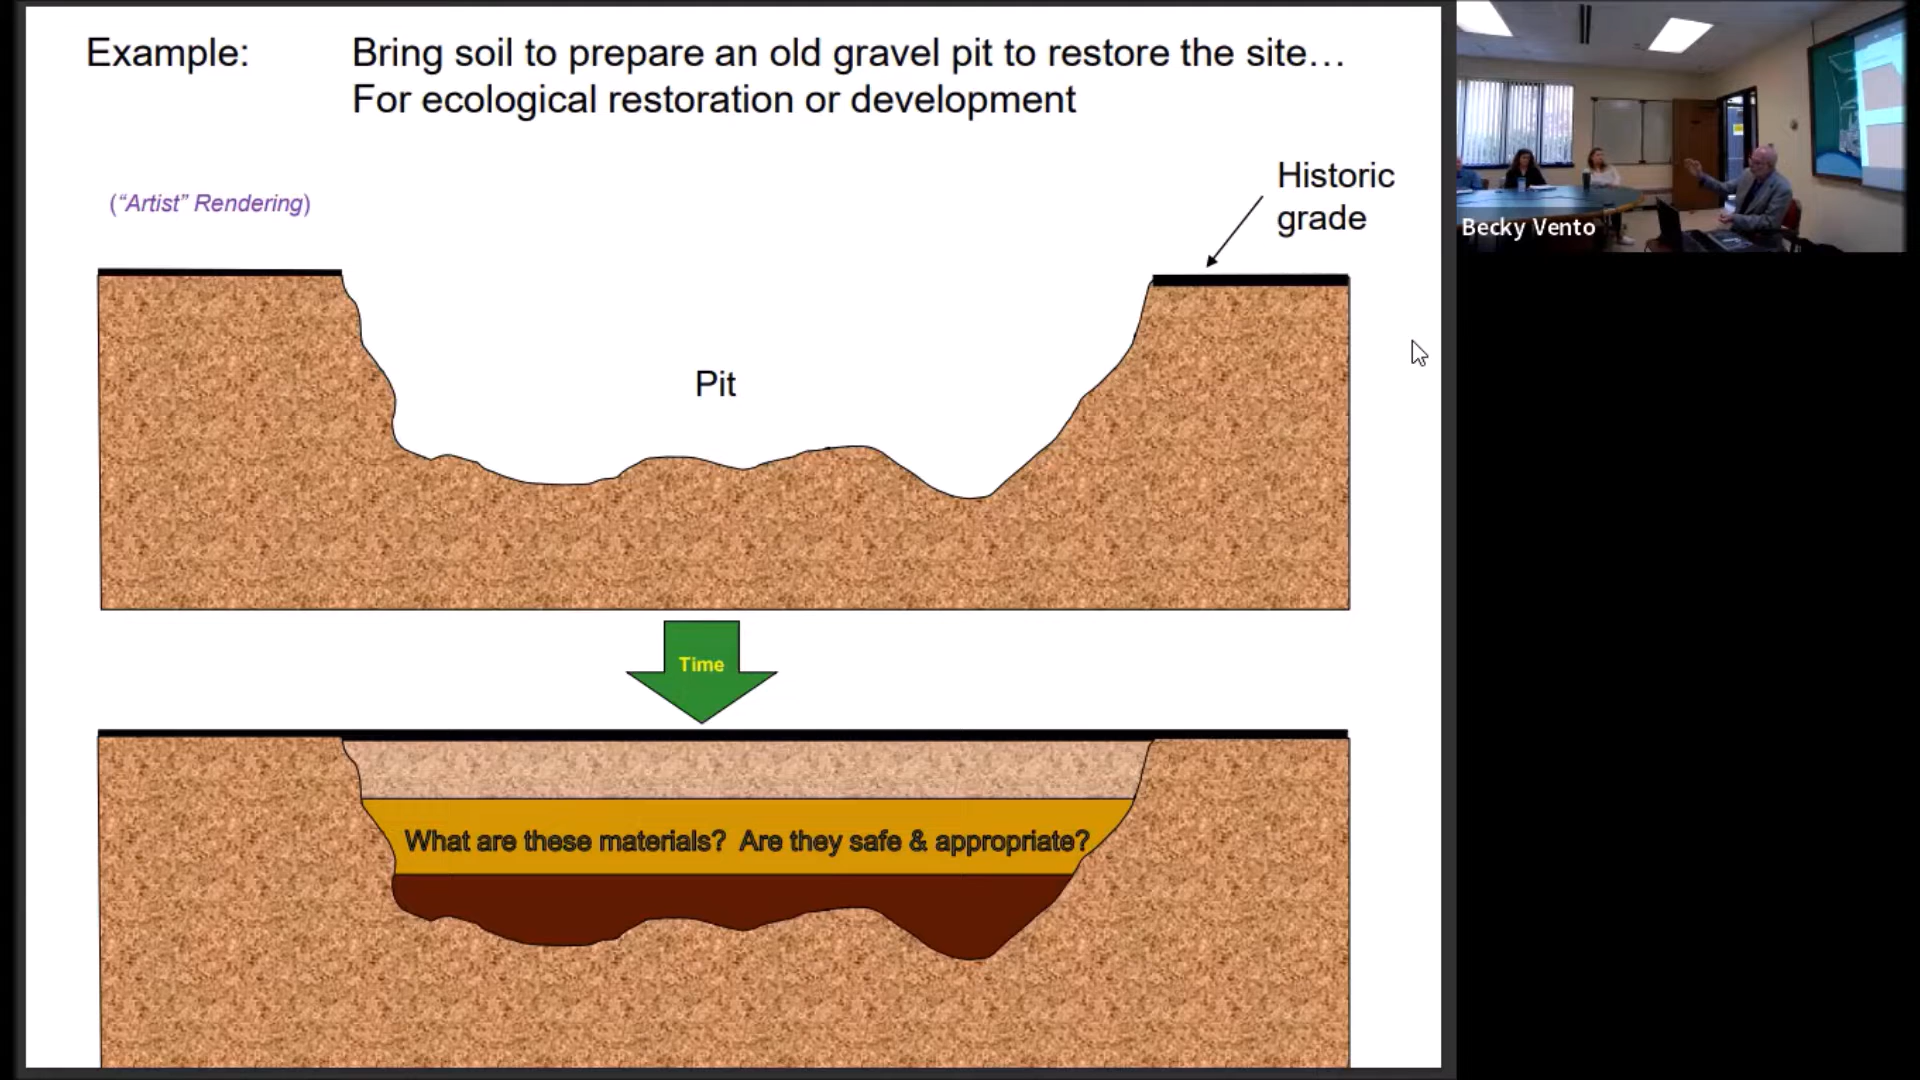 Example:
Bring soil to prepare an old gravel pit to restore the site…
For ecological restoration or development
(“Artist” Rendering)
Historic
grade
Pit
Time
What are these materials? Are they safe & appropriate?
Becky Vento